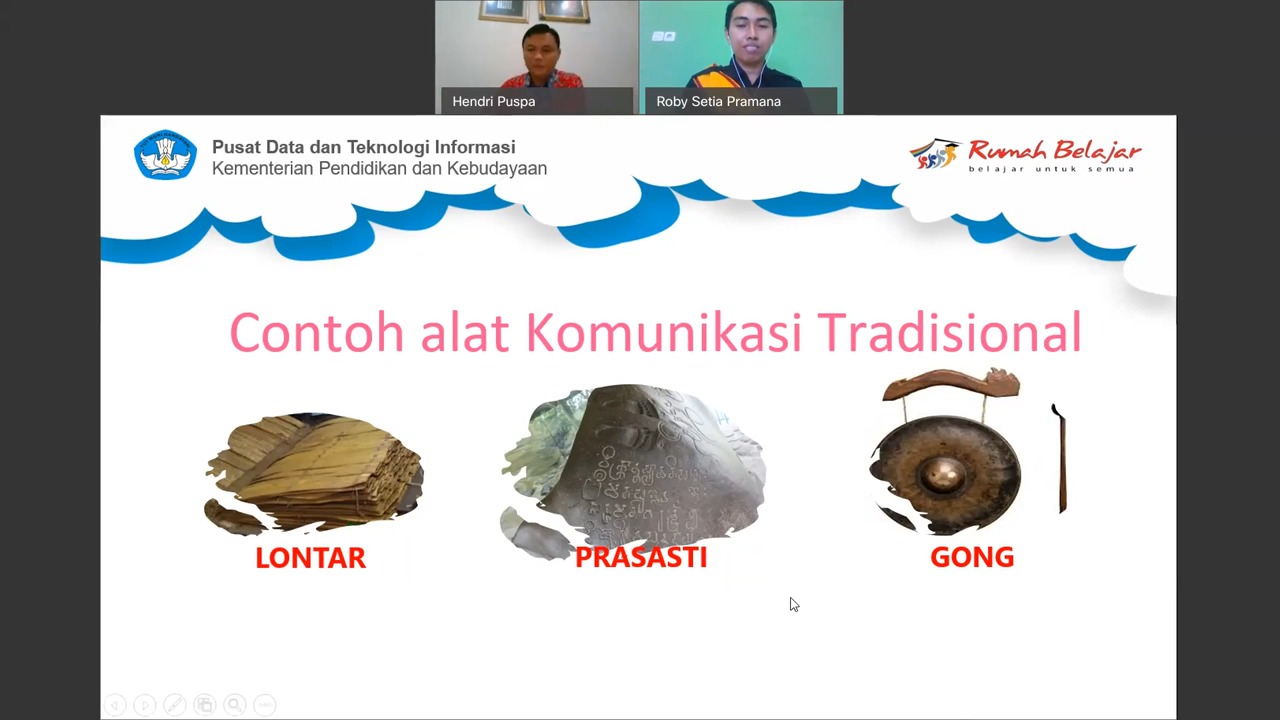 Hendri Puspa
Roby Setia Pramana
Pusat Data dan Teknologi Informasi
Kementerian Pendidikan dan Kebudayaan
Rumah Belajar
belajar untuk semua
Contoh alat Komunikasi Tradisional
LONTAR
PRASASTI
GONG